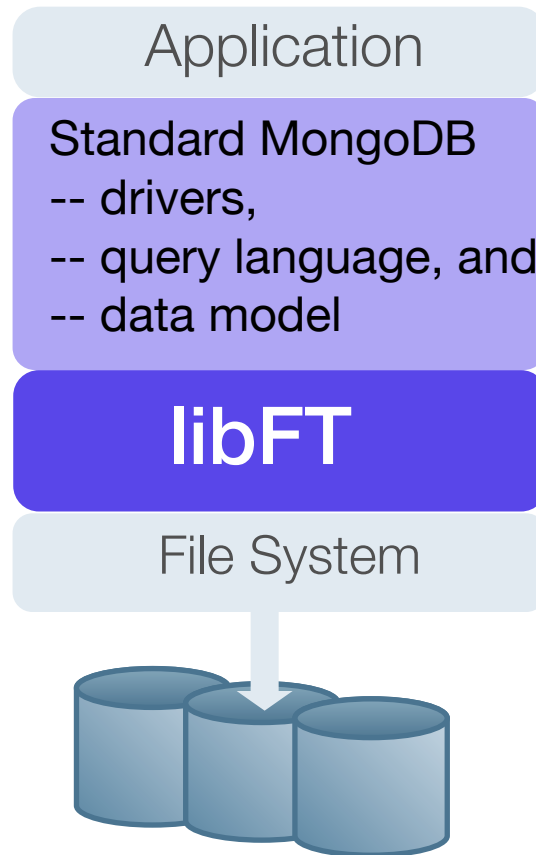 Application
Standard MongoDB
-- drivers,
-- query language, and
-- data model
libFT
File System